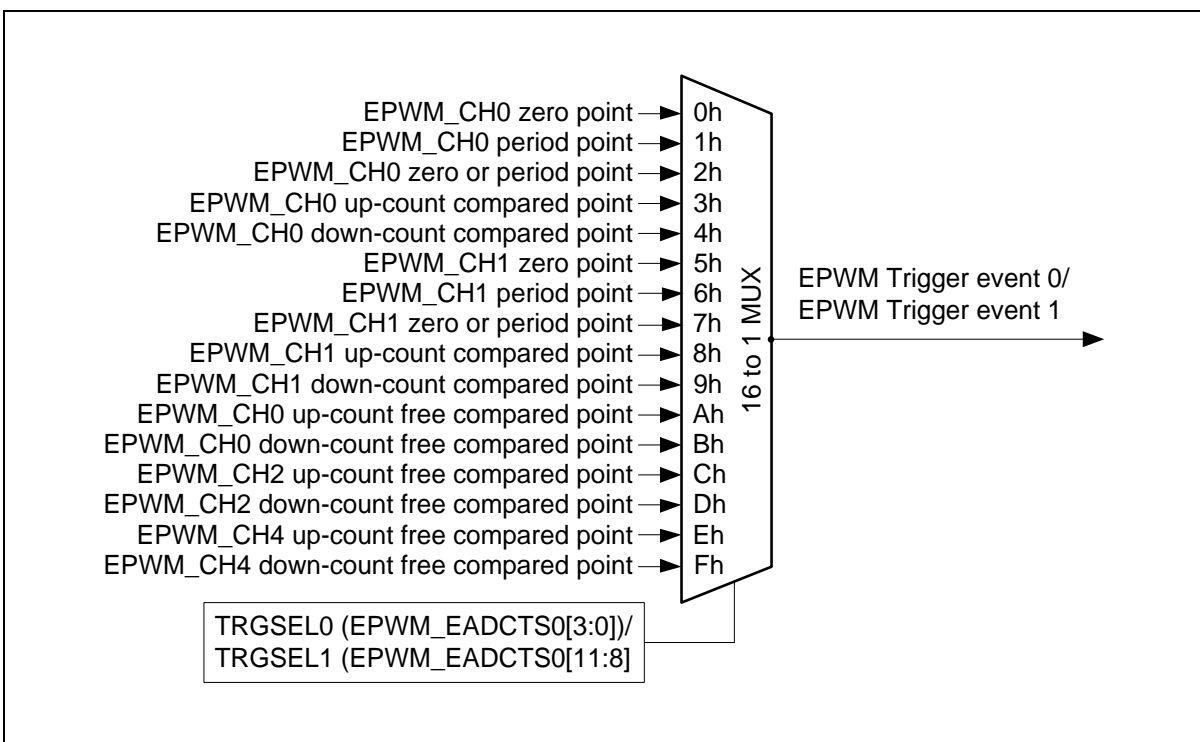 EPWM_CH0 zero point 0h
EPWM_CH0 period point 1h
EPWM_CH0 zero or period point 2h
EPWM_CH0 up-count compared point 3h
EPWM_CH0 down-count compared point 4h
EPWM_CH1 zero point 5h
EPWM_CH1 period point 6h
EPWM_CH1 zero or period point 7h
EPWM_CH1 up-count compared point 8h
EPWM_CH1 down-count compared point 9h
EPWM_CH0 up-count free compared point Ah
EPWM_CH0 down-count free compared point Bh
EPWM_CH2 up-count free compared point Ch
EPWM_CH2 down-count free compared point Dh
EPWM_CH4 up-count free compared point Eh
EPWM_CH4 down-count free compared point Fh
16 to 1 MUX
EPWM Trigger event 0/
EPWM Trigger event 1
TRGSEL0 (EPWM_EADCTS0[3:0])/
TRGSEL1 (EPWM_EADCTS0[11:8]